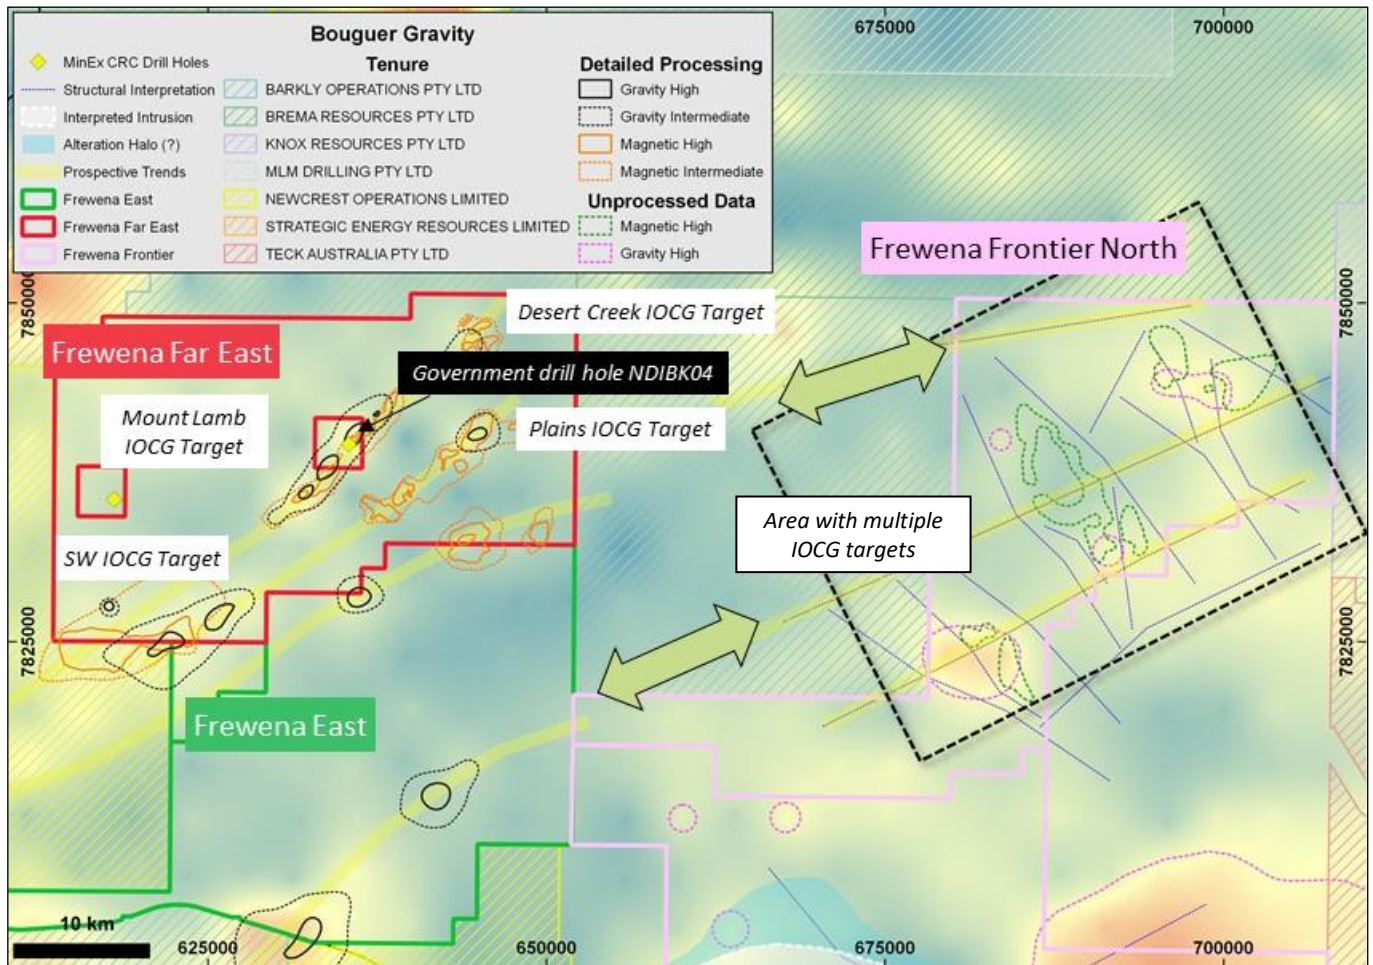 675000
700000
Bouguer Gravity
MinEx CRC Drill Holes
Structural Interpretation
Interpreted Intrusion
Alteration Halo (?)
Prospective Trends
Frewena East
Frewena Far East
Frewena Frontier
Tenure
BARKLY OPERATIONS PTY LTD
BREMA RESOURCES PTY LTD
KNOX RESOURCES PTY LTD
MLM DRILLING PTY LTD
NEWCREST OPERATIONS LIMITED
STRATEGIC ENERGY RESOURCES LIMITED
TECK AUSTRALIA PTY LTD
Detailed Processing
Gravity High
Gravity Intermediate
Magnetic High
Magnetic Intermediate
Unprocessed Data
Magnetic High
Gravity High
Frewena Frontier North
7850000
7850000
Desert Creek IOCG Target
Frewena Far East
Government drill hole NDIBK04
Mount Lamb
IOCG Target
Plains IOCG Target
Area with multiple
IOCG targets
SW IOCG Target
7825000
7825000
Frewena East
10 km
625000
650000
675000
700000